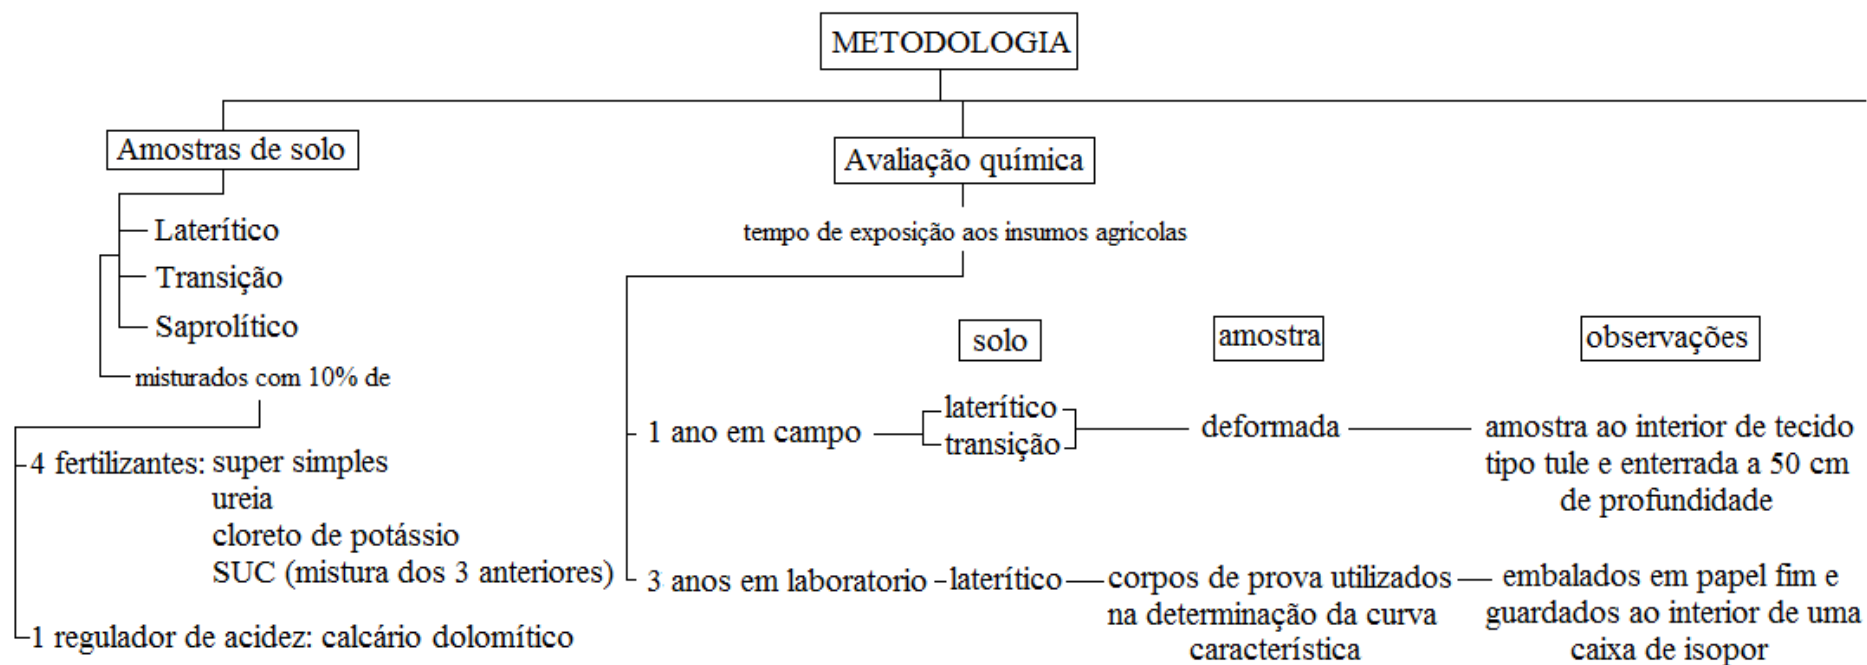 METODOLOGIA
Amostras de solo
Laterítico
Transição
Saprolítico
misturados com 10% de
4 fertilizantes: super simples
ureia
cloreto de potássio
SUC (mistura dos 3 anteriores)
1 regulador de acidez: calcário dolomítico
Avaliação química
tempo de exposição aos insumos agrícolas
solo
amostra
observações
1 ano em campo
laterítico
transição
deformada
amostra ao interior de tecido
tipo tule e enterrada a 50 cm
de profundidade
3 anos em laboratorio
laterítico
corpos de prova utilizados
na determinação da curva
característica
embalados em papel fim e
guardados ao interior de uma
caixa de isopor